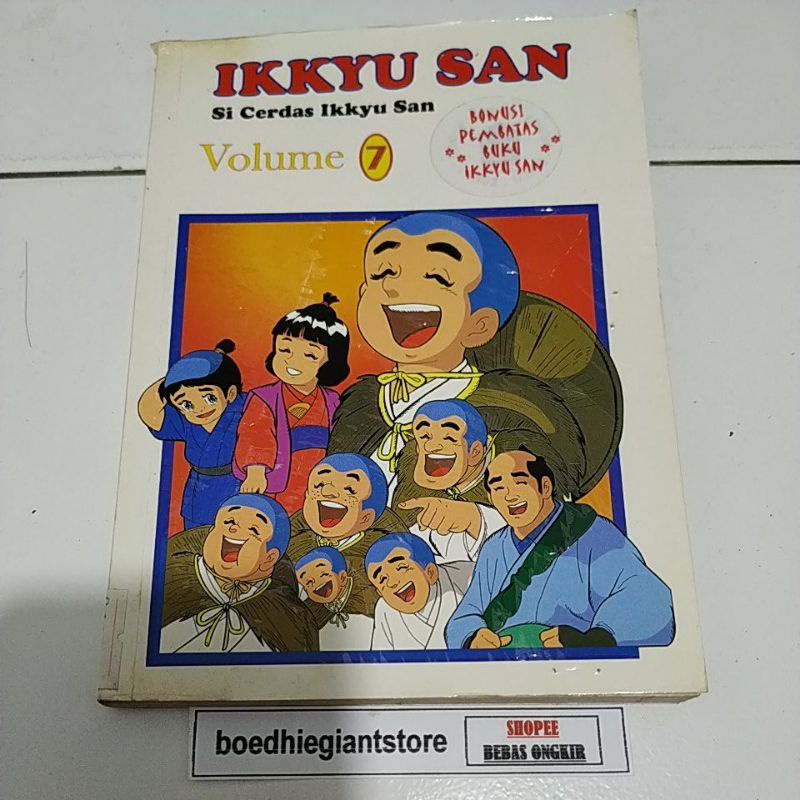 IKKYU SAN
Si Cerdas Ikkyu San
Volume 7
BONUS!
PEMBATAS
BUKU
IKKYU SAN
boedhiegiantstore
SHOPEE
BEBAS ONGKIR